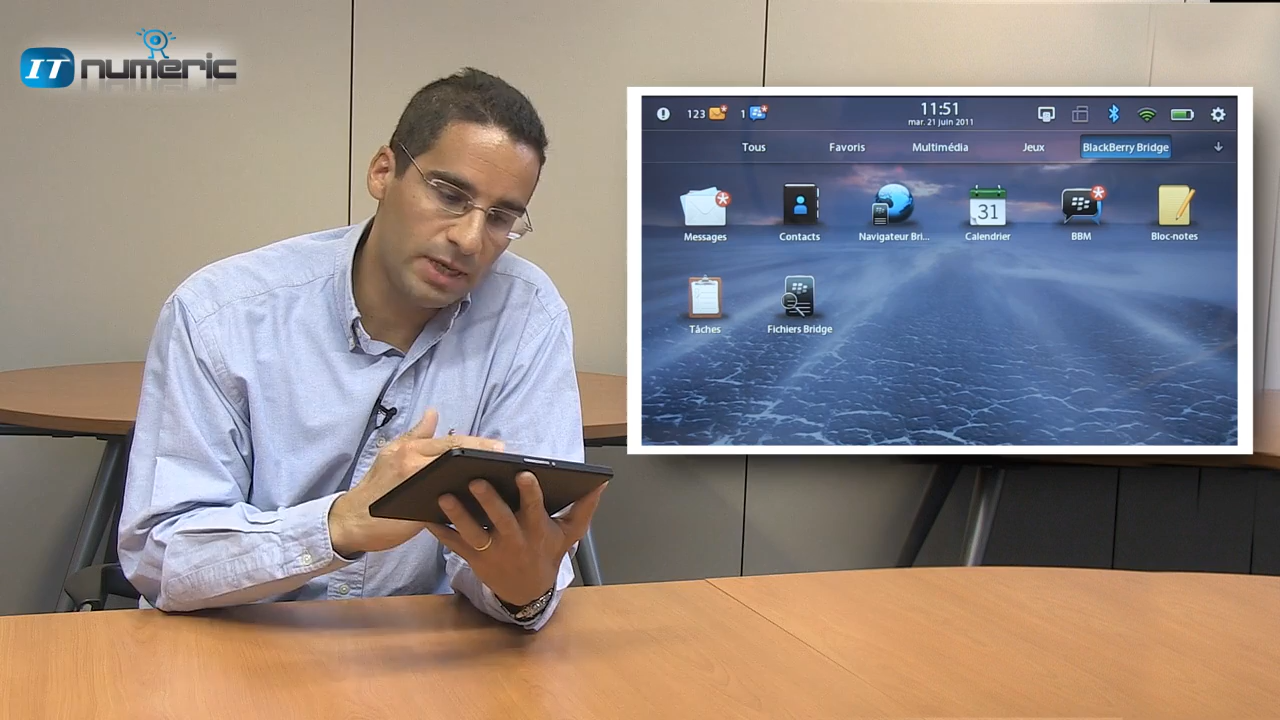 IT numeric
123 1 11:51
mar. 21 juin 2011
Tous Favoris Multimédia Jeux BlackBerry Bridge
Messages Contacts Navigateur Bri... Calendrier 31 BBM Bloc-notes
Tâches Fichiers Bridge